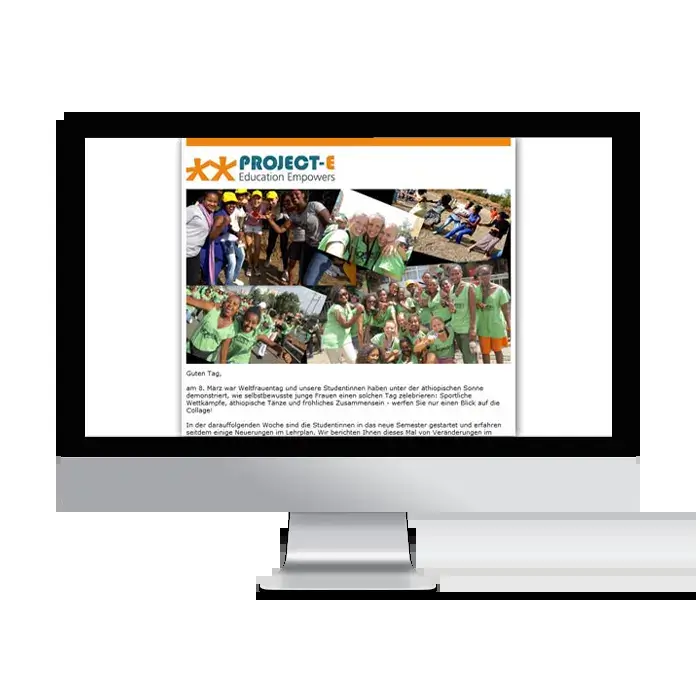 PROJECT-E
Education Empowers
Guten Tag,
am 8. März war Weltfrauentag und unsere Studentinnen haben unter der äthiopischen Sonne
demonstriert, wie selbstbewusste junge Frauen einen solchen Tag zelebrieren: Sportliche
Wettkämpfe, äthiopische Tänze und fröhliches Zusammensein - werfen Sie nur einen Blick auf die
Collage!
In der darauffolgenden Woche sind die Studentinnen in das neue Semester gestartet und erfahren
seitdem einige Neuerungen im Lehrplan. Wir berichten Ihnen dieses Mal von Veränderungen im